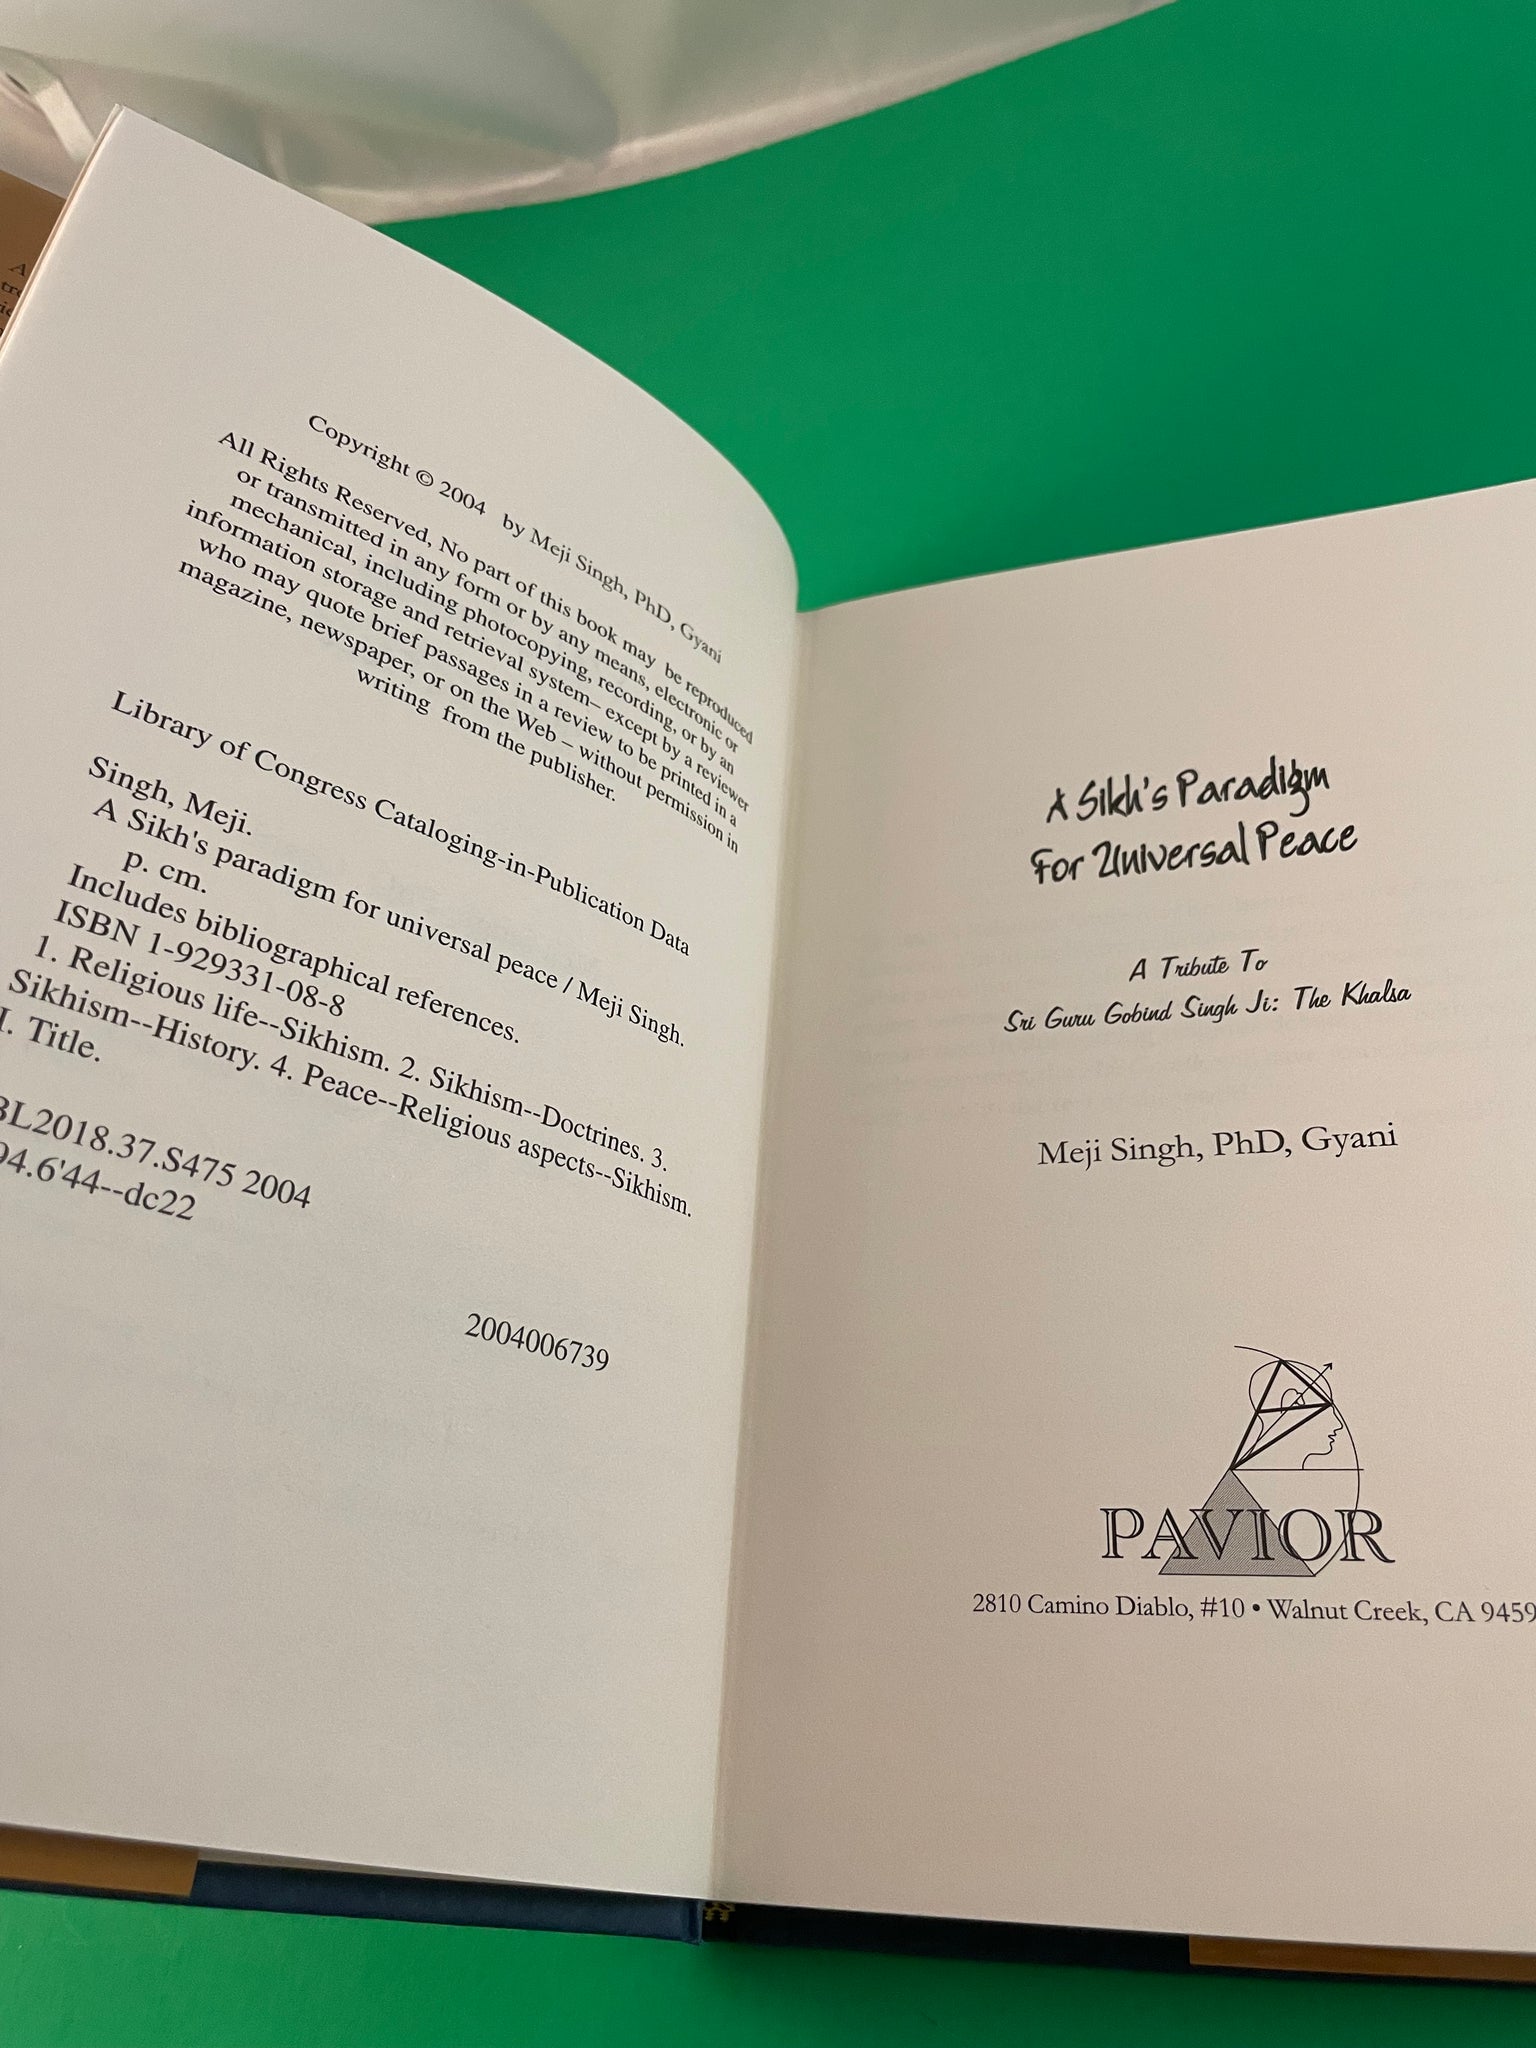 Copyright © 2004 by Meji Singh, PhD, Gyani
All Rights Reserved, No part of this book may be reproduced
or transmitted in any form or by any means, electronic or
mechanical, including photocopying, recording, or by an
information storage and retrieval system– except by a reviewer
who may quote brief passages in a review to be printed in a
magazine, newspaper, or on the Web – without permission in
writing from the publisher.
Library of Congress Cataloging-in-Publication Data
Singh, Meji.
A Sikh's paradigm for universal peace / Meji Singh.
p. cm.
Includes bibliographical references.
ISBN 1-929331-08-8
1. Religious life--Sikhism. 2. Sikhism--Doctrines. 3.
Sikhism--History. 4. Peace--Religious aspects--Sikhism.
I. Title.
BL2018.37.S475 2004
94.6'44--dc22
2004006739
A Sikh's Paradigm
For Universal Peace
A Tribute To
Sri Guru Gobind Singh Ji: The Khalsa
Meji Singh, PhD, Gyani
PAVIOR
2810 Camino Diablo, #10 • Walnut Creek, CA 9459